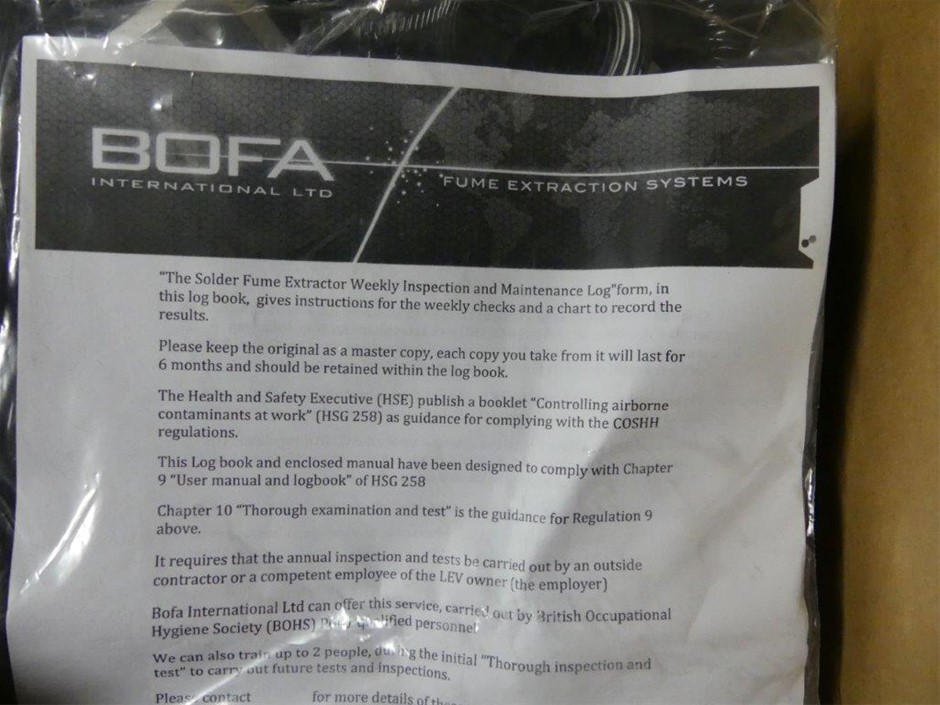 BOFA
INTERNATIONAL LTD
FUME EXTRACTION SYSTEMS
"The Solder Fume Extractor Weekly Inspection and Maintenance Log"form, in
this log book, gives instructions for the weekly checks and a chart to record the
results.
Please keep the original as a master copy, each copy you take from it will last for
6 months and should be retained within the log book.
The Health and Safety Executive (HSE) publish a booklet "Controlling airborne
contaminants at work" (HSG 258) as guidance for complying with the COSHH
regulations.
This Log book and enclosed manual have been designed to comply with Chapter
9 "User manual and logbook" of HSG 258
Chapter 10 "Thorough examination and test" is the guidance for Regulation 9
above.
It requires that the annual inspection and tests be carried out by an outside
contractor or a competent employee of the LEV owner (the employer)
Bofa International Ltd can offer this service, carried out by British Occupational
Hygiene Society (BOHS) qualified personnel
We can also train up to 2 people, during the initial "Thorough inspection and
test" to carry out future tests and inspections.
Please contact for more details of